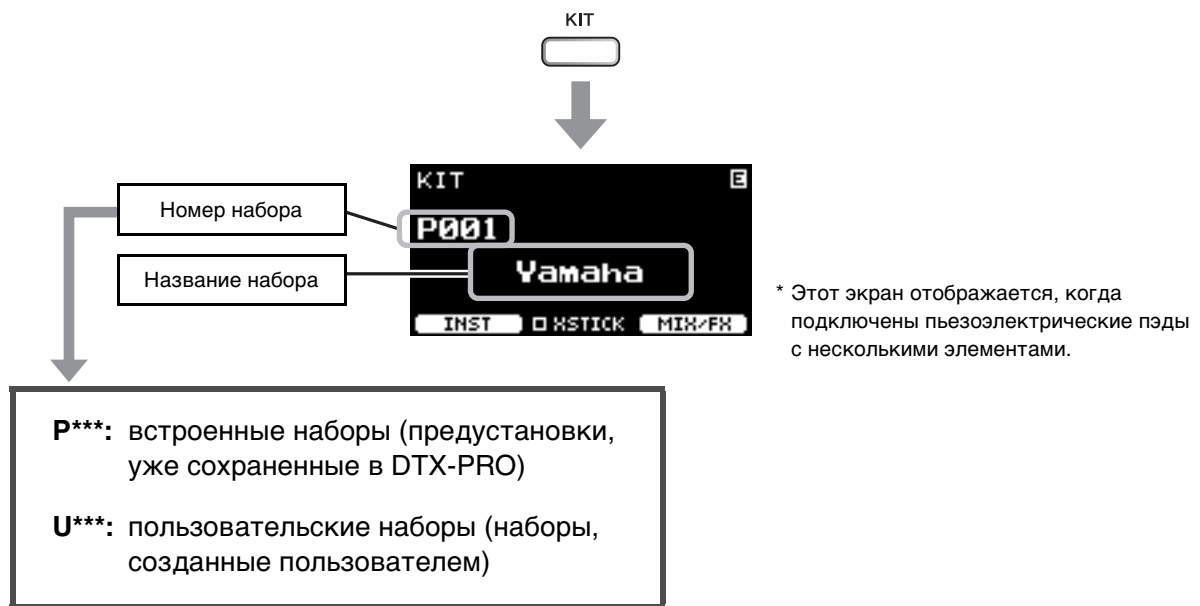 KIT
KIT E
Номер набора
P001
Название набора
Yamaha
INST XSTICK MIX/FX
* Этот экран отображается, когда
подключены пьезоэлектрические пэды
с несколькими элементами.
P***: встроенные наборы (предустановки,
уже сохраненные в DTX-PRO)
U***: пользовательские наборы (наборы,
созданные пользователем)